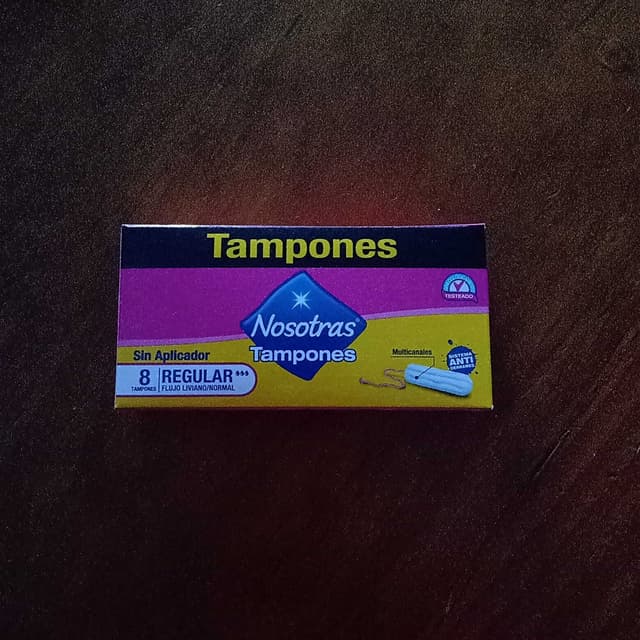 Tampones
TESTEADO
Nosotras
Tampones
Sin Aplicador
8
TAMPONES
REGULAR
FLUJO LIVIANO/NORMAL
Multicanales
SISTEMA
ANTI
DERRAMES